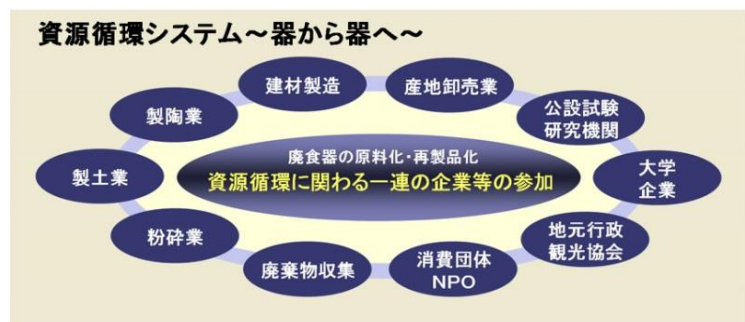 資源循環システム～器から器へ～
建材製造
産地卸売業
製陶業
公設試験
研究機関
廃食器の原料化・再製品化
資源循環に関わる一連の企業等の参加
製土業
大学
企業
粉砕業
地元行政
観光協会
廃棄物収集
消費団体
NPO